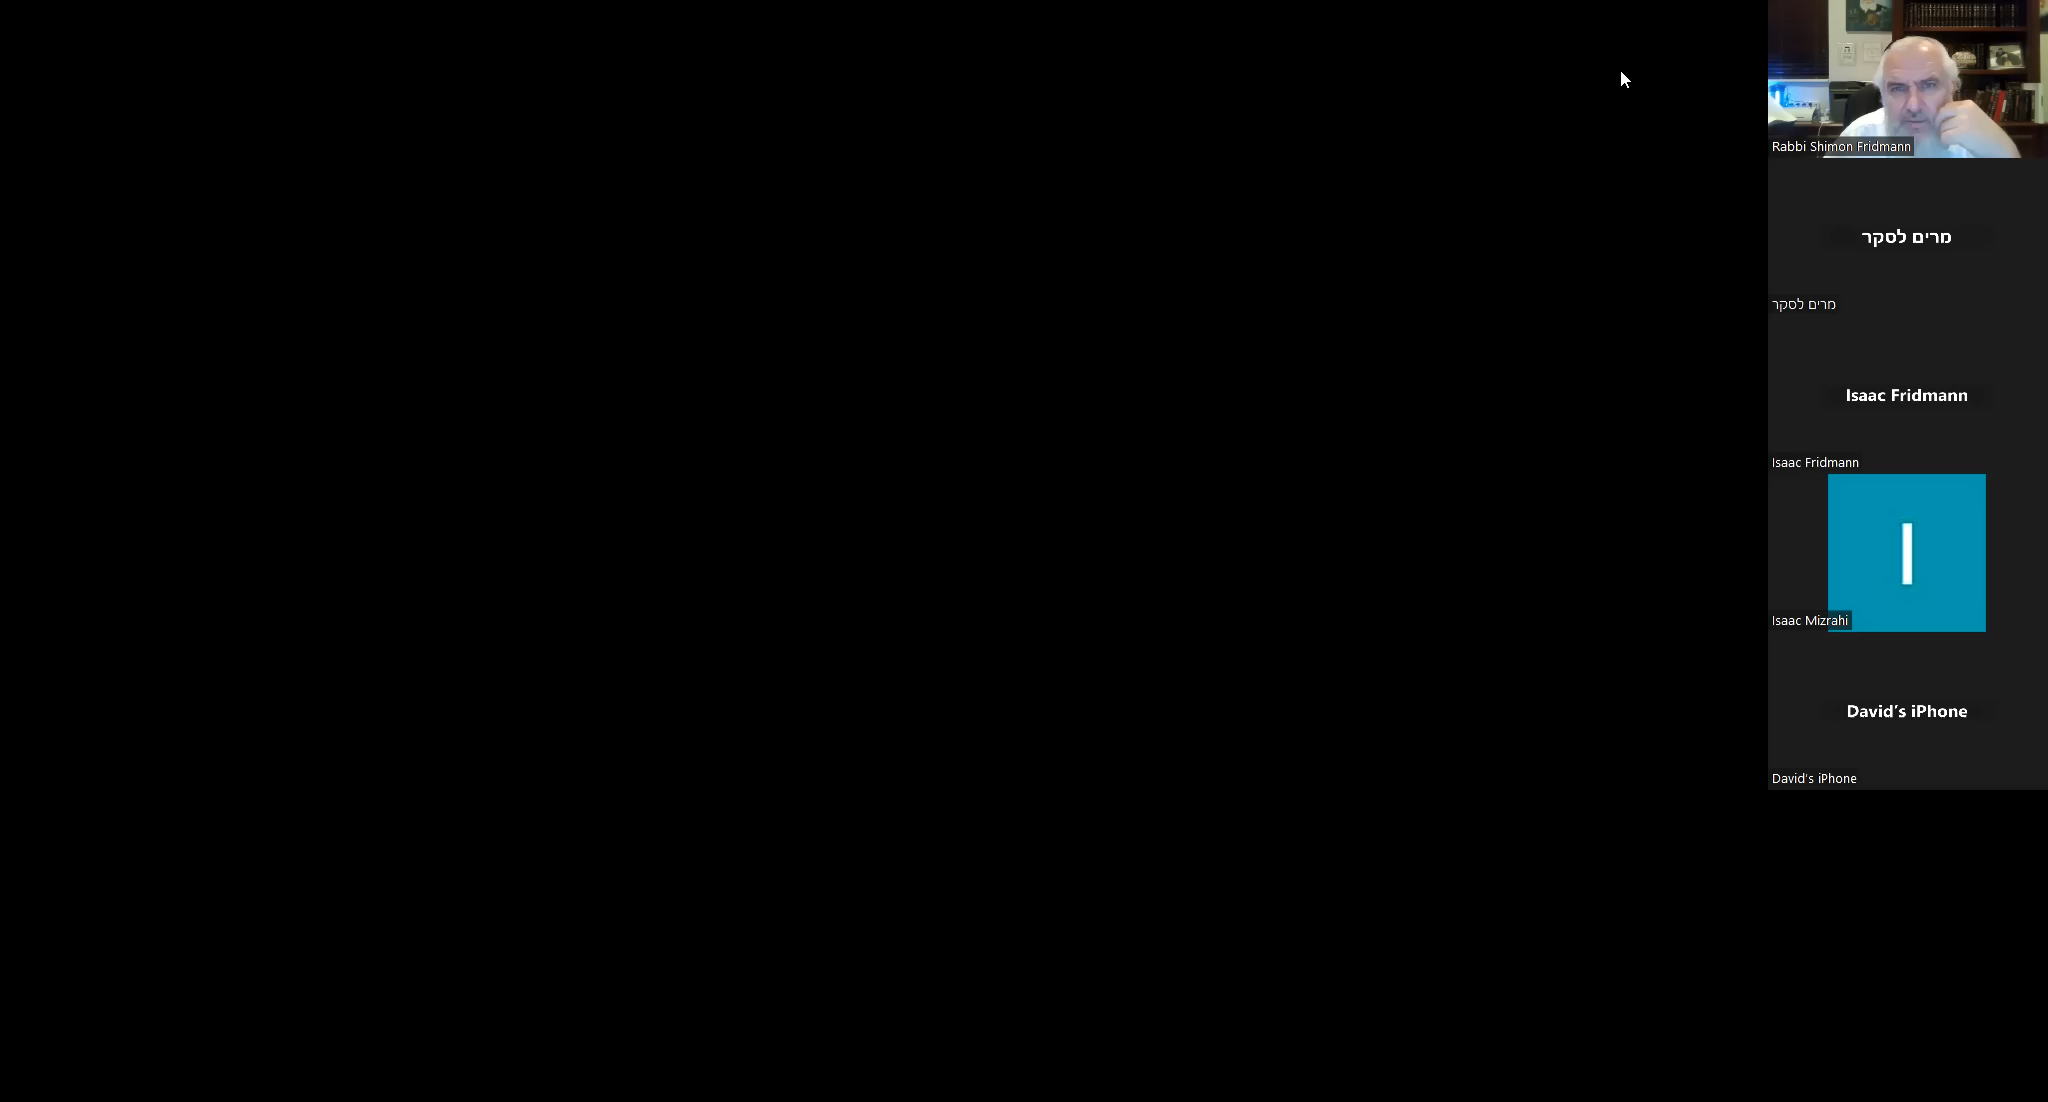 Rabbi Shimon Fridmann
מרים לסקר
מרים לסקר
Isaac Fridmann
Isaac Fridmann
I
Isaac Mizrahi
David's iPhone
David's iPhone